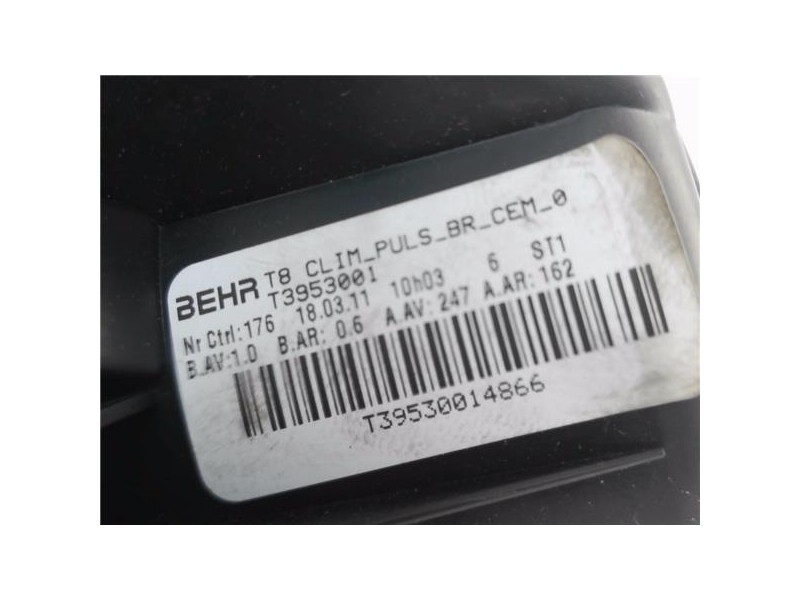 BEHR T8 CLIM_PULS_BR_CEM_0
T3953001
Nr Ctrl:176 18.03.11 10h03 6 ST1
B.AV:1.0 B.AR: 0.6 A.AV: 247 A.AR: 162
T39530014866